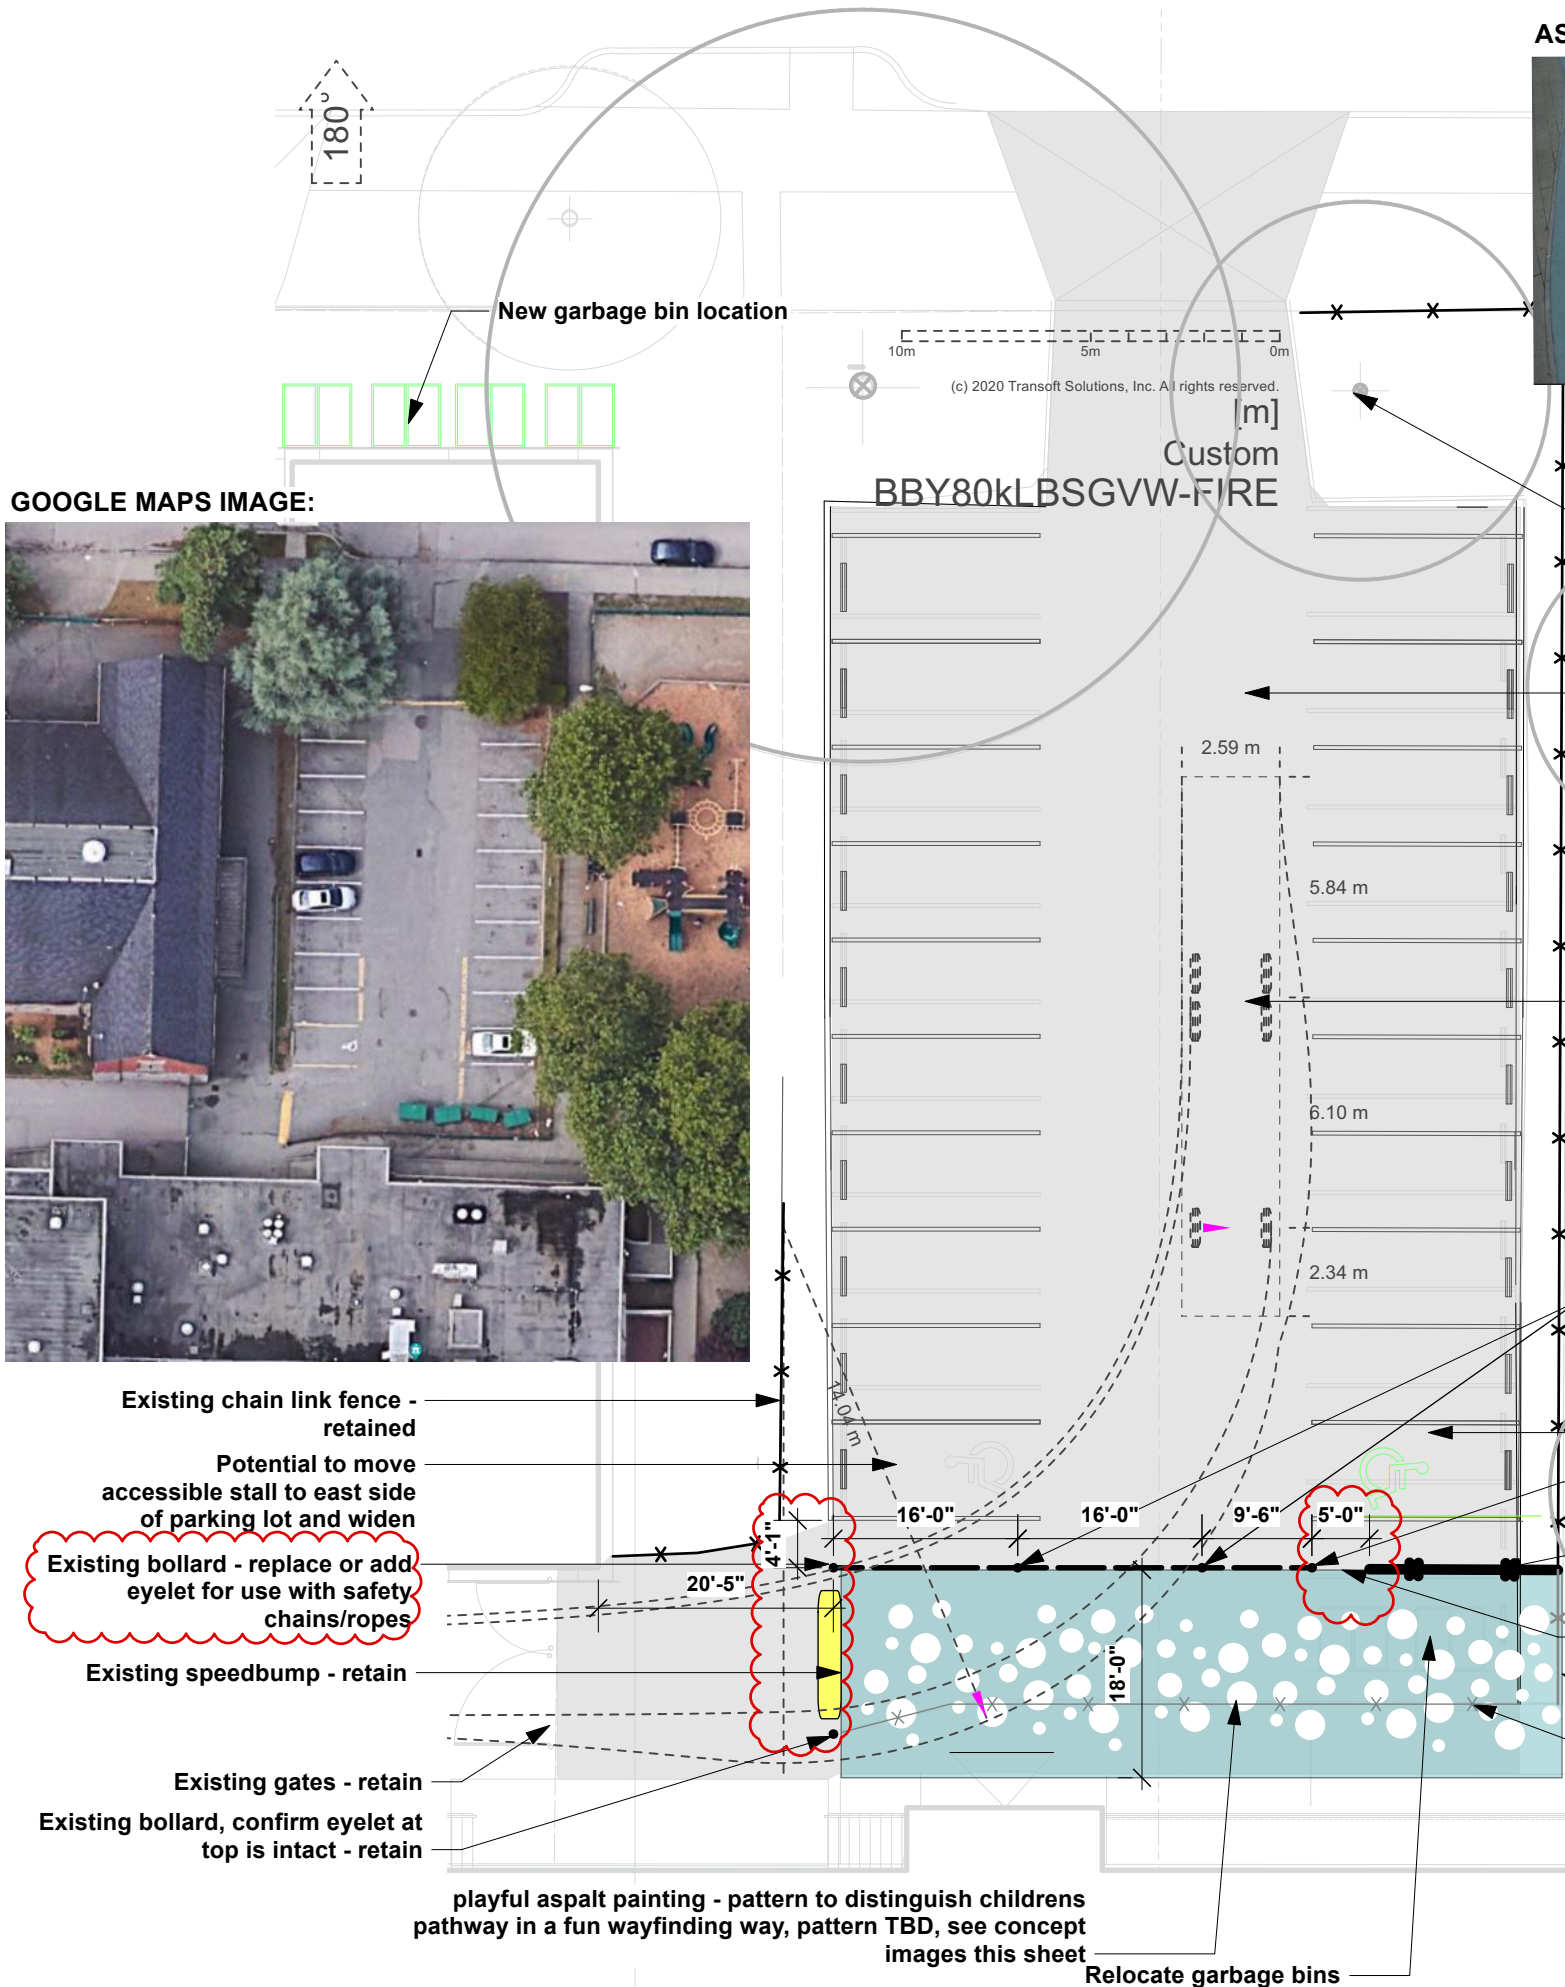 AS
180°
New garbage bin location
10m
5m
0m
(c) 2020 Transoft Solutions, Inc. All rights reserved.
[m]
Custom
BBY80kLBSGVW-FIRE
GOOGLE MAPS IMAGE:
2.59 m
5.84 m
6.10 m
2.34 m
14.04 m
Existing chain link fence -
retained
Potential to move
accessible stall to east side
of parking lot and widen
Existing bollard - replace or add
eyelet for use with safety
chains/ropes
16'-0"
16'-0"
9'-6"
5'-0"
4'-1"
20'-5"
18'-0"
Existing speedbump - retain
Existing gates - retain
Existing bollard, confirm eyelet at
top is intact - retain
playful aspalt painting - pattern to distinguish childrens
pathway in a fun wayfinding way, pattern TBD, see concept
images this sheet
Relocate garbage bins